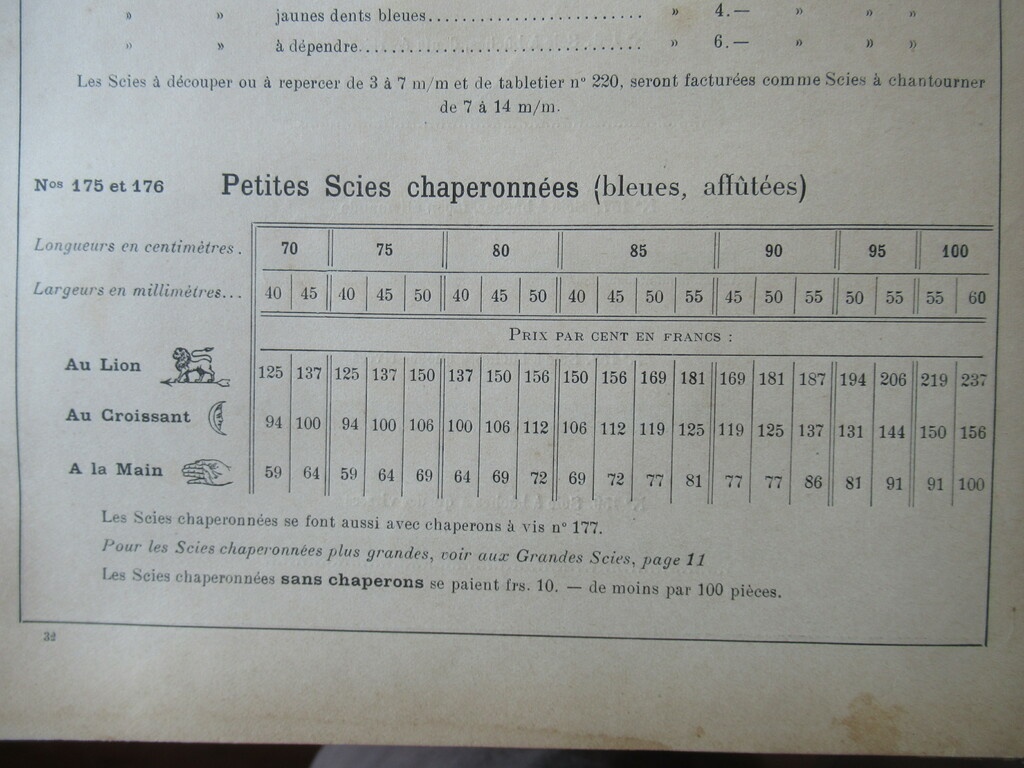 » » jaunes dents bleues........................ » 4.— » » »
» » à dépendre................................ » 6.— » » »
Les Scies à découper ou à repercer de 3 à 7 m/m et de tabletier nº 220, seront facturées comme Scies à chantourner
de 7 à 14 m/m.
Nos 175 et 176 Petites Scies chaperonnées (bleues, affûtées)
Longueurs en centimètres . 70 75 80 85 90 95 100
Largeurs en millimètres... 40 45 40 45 50 40 45 50 40 45 50 55 45 50 55 50 55 55 60
PRIX PAR CENT EN FRANCS :
Au Lion 125 137 125 137 150 137 150 156 150 156 169 181 169 181 187 194 206 219 237
Au Croissant 94 100 94 100 106 100 106 112 106 112 119 125 119 125 137 131 144 150 156
A la Main 59 64 59 64 69 64 69 72 69 72 77 81 77 77 86 81 91 91 100
Les Scies chaperonnées se font aussi avec chaperons à vis nº 177.
Pour les Scies chaperonnées plus grandes, voir aux Grandes Scies, page 11
Les Scies chaperonnées sans chaperons se paient frs. 10. — de moins par 100 pièces.